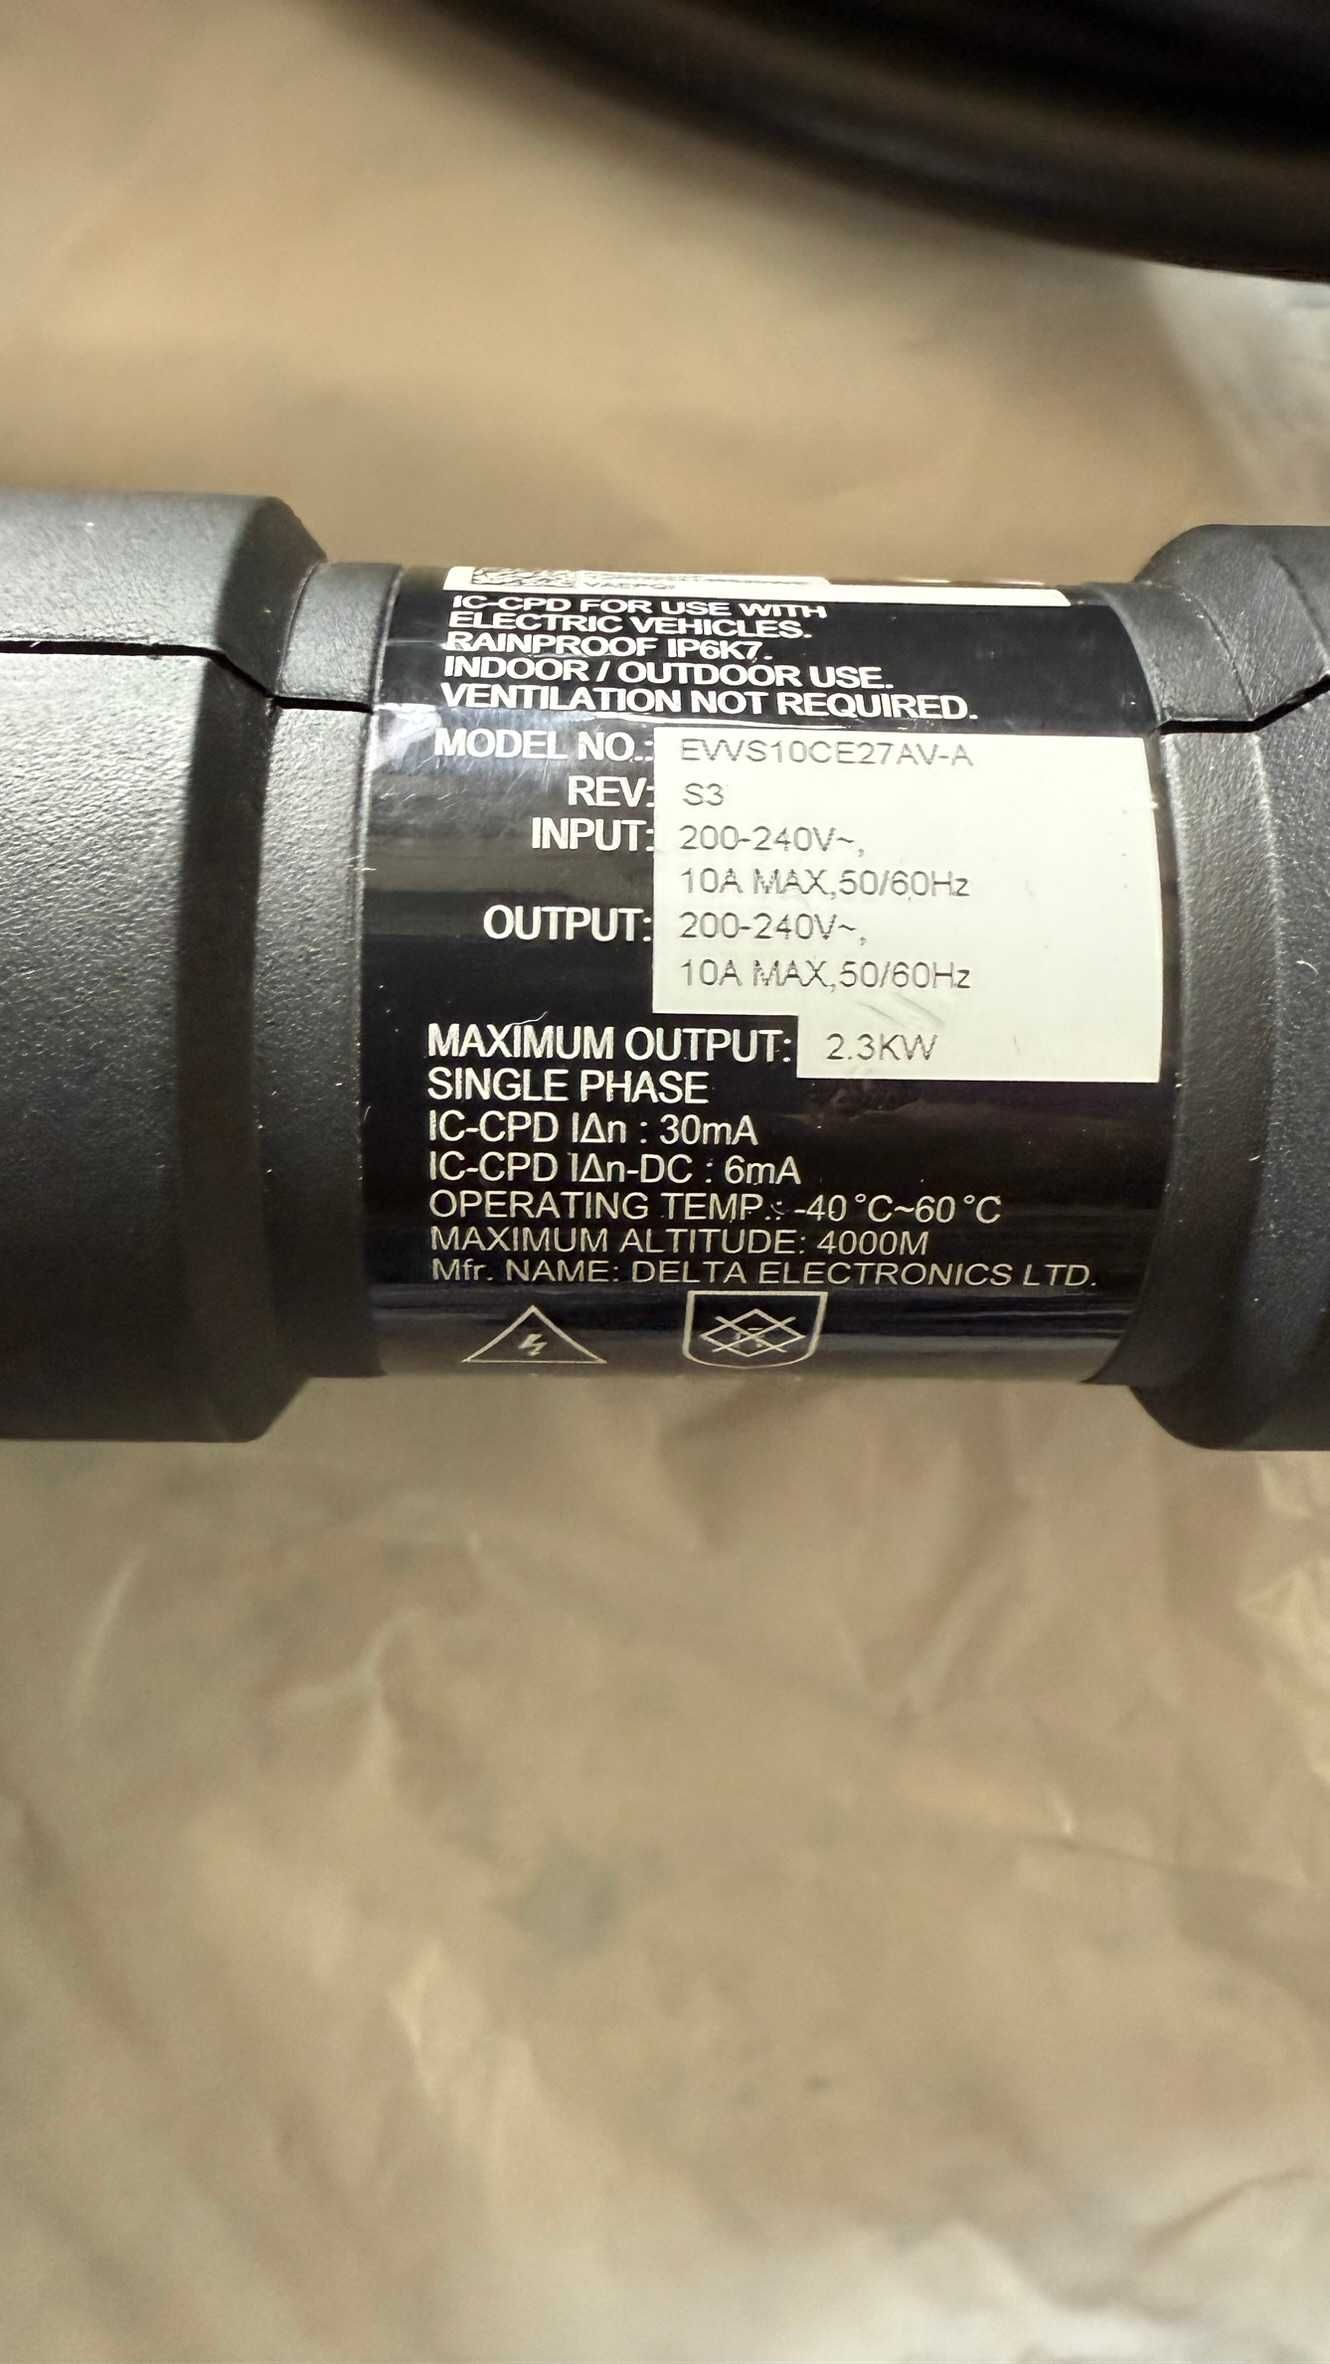 IC-CPD FOR USE WITH
ELECTRIC VEHICLES.
RAINPROOF IP6K7.
INDOOR / OUTDOOR USE.
VENTILATION NOT REQUIRED.
MODEL NO.: EVVS10CE27AV-A
REV: S3
INPUT: 200-240V~,
10A MAX,50/60Hz
OUTPUT: 200-240V~,
10A MAX,50/60Hz
MAXIMUM OUTPUT: 2.3KW
SINGLE PHASE
IC-CPD IΔn : 30mA
IC-CPD IΔn-DC : 6mA
OPERATING TEMP.: -40°C~60°C
MAXIMUM ALTITUDE: 4000M
Mfr. NAME: DELTA ELECTRONICS LTD.